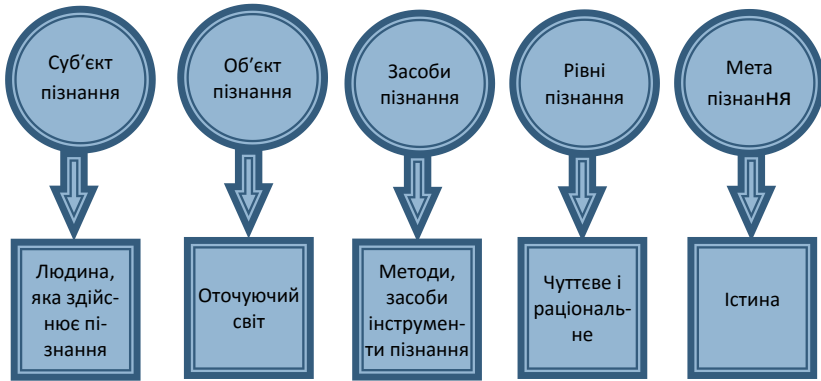 Суб’єкт
пізнання
Об’єкт
пізнання
Засоби
пізнання
Рівні
пізнання
Мета
пізнання
Людина,
яка здійс-
нює пі-
знання
Оточуючий
світ
Методи,
засоби
інструмен-
ти пізнання
Чуттєве і
раціональ-
не
Істина